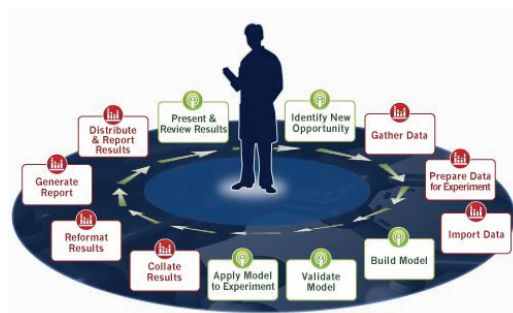 Identify New
Opportunity
Gather Data
Prepare Data
for Experiment
Import Data
Build Model
Validate
Model
Apply Model
to Experiment
Collate
Results
Reformat
Results
Generate
Report
Distribute
& Report
Results
Present &
Review Results